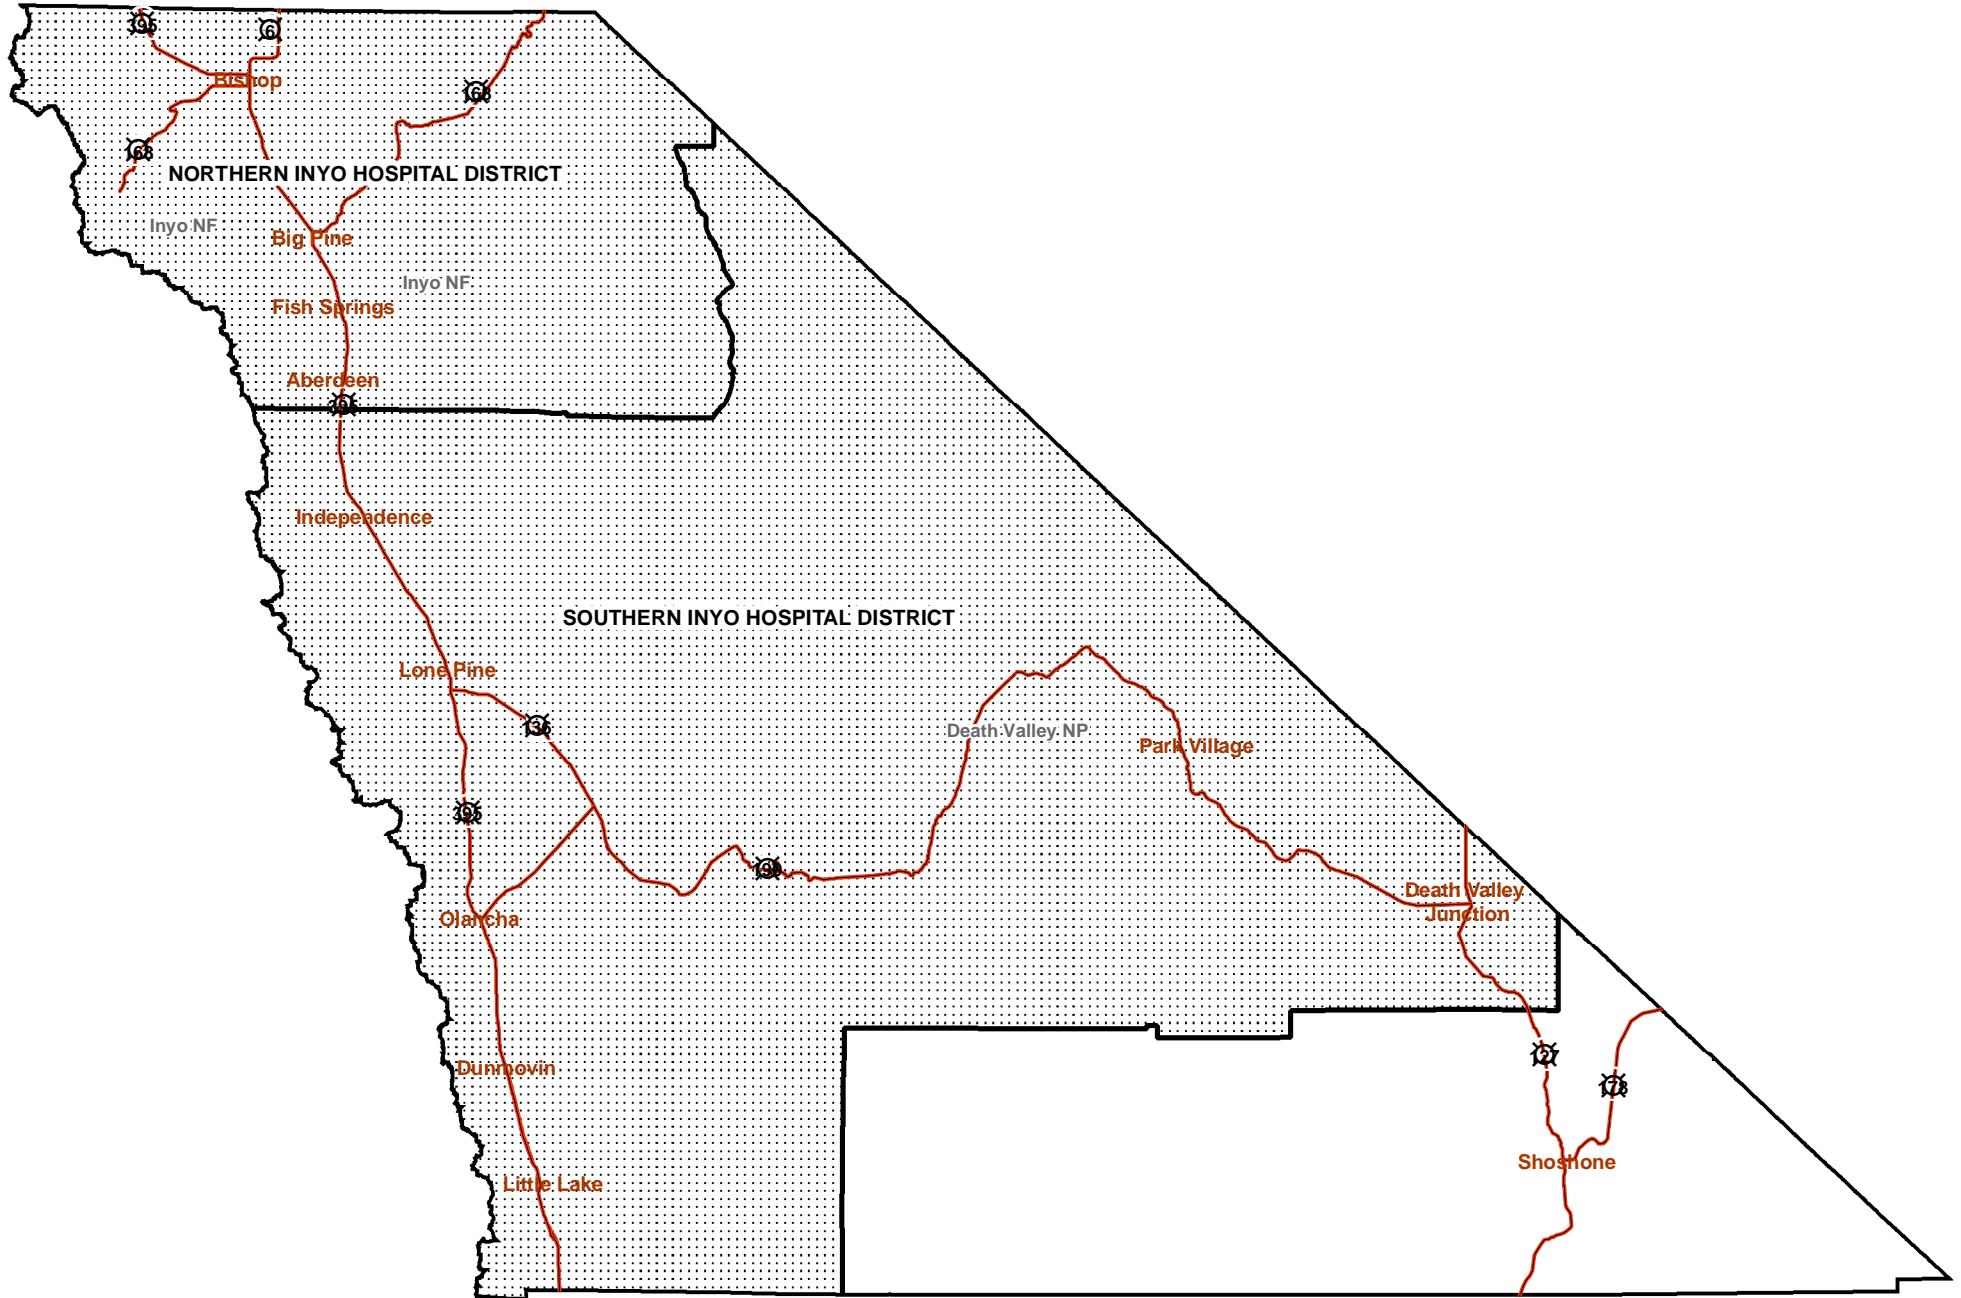 395
6
Bishop
168
168
NORTHERN INYO HOSPITAL DISTRICT
Inyo NF
Big Pine
Inyo NF
Fish Springs
Aberdeen
395
Independence
SOUTHERN INYO HOSPITAL DISTRICT
Lone Pine
136
Death Valley NP
Park Village
395
190
Death Valley
Junction
Olancha
127
Dunmovin
178
Shoshone
Little Lake